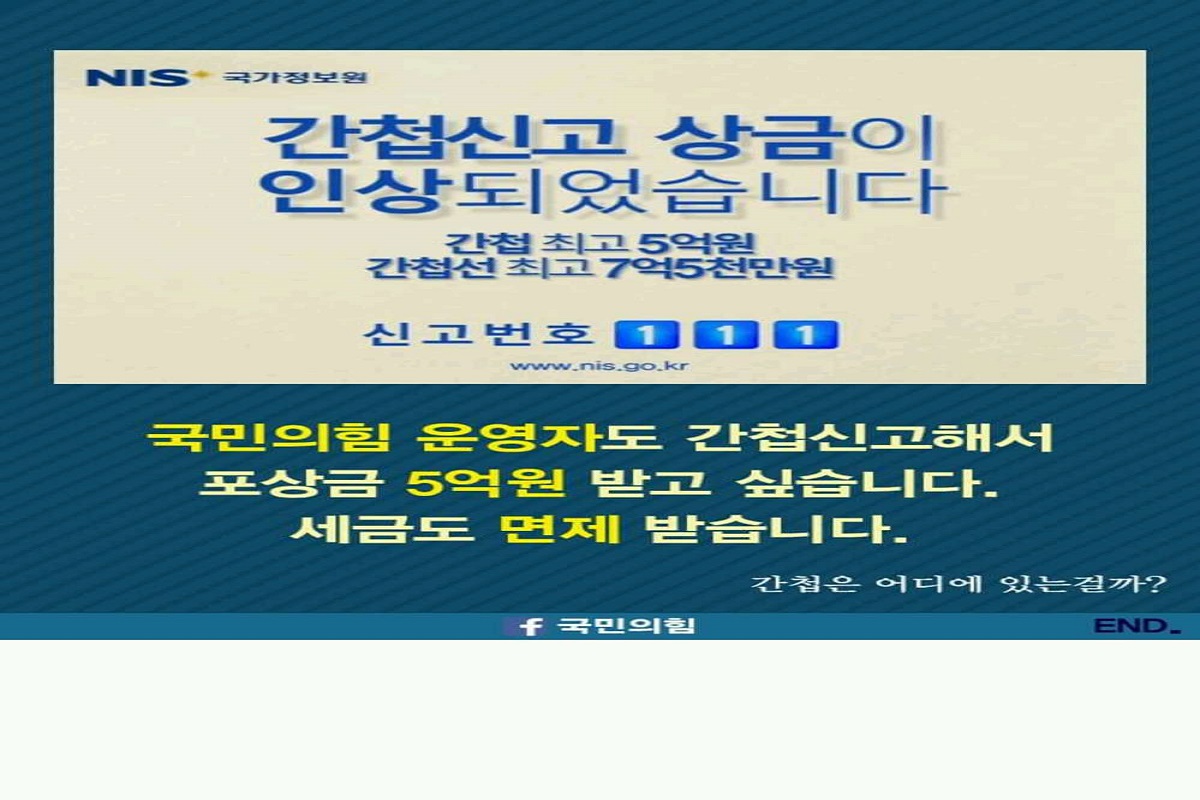 NIS 국가정보원
간첩신고 상금이
인상되었습니다
간첩 최고 5억원
간첩선 최고 7억5천만원
신고번호 1 1 1
www.nis.go.kr
국민의힘 운영자도 간첩신고해서
포상금 5억원 받고 싶습니다.
세금도 면제 받습니다.
간첩은 어디에 있는걸까?
f 국민의힘
END.